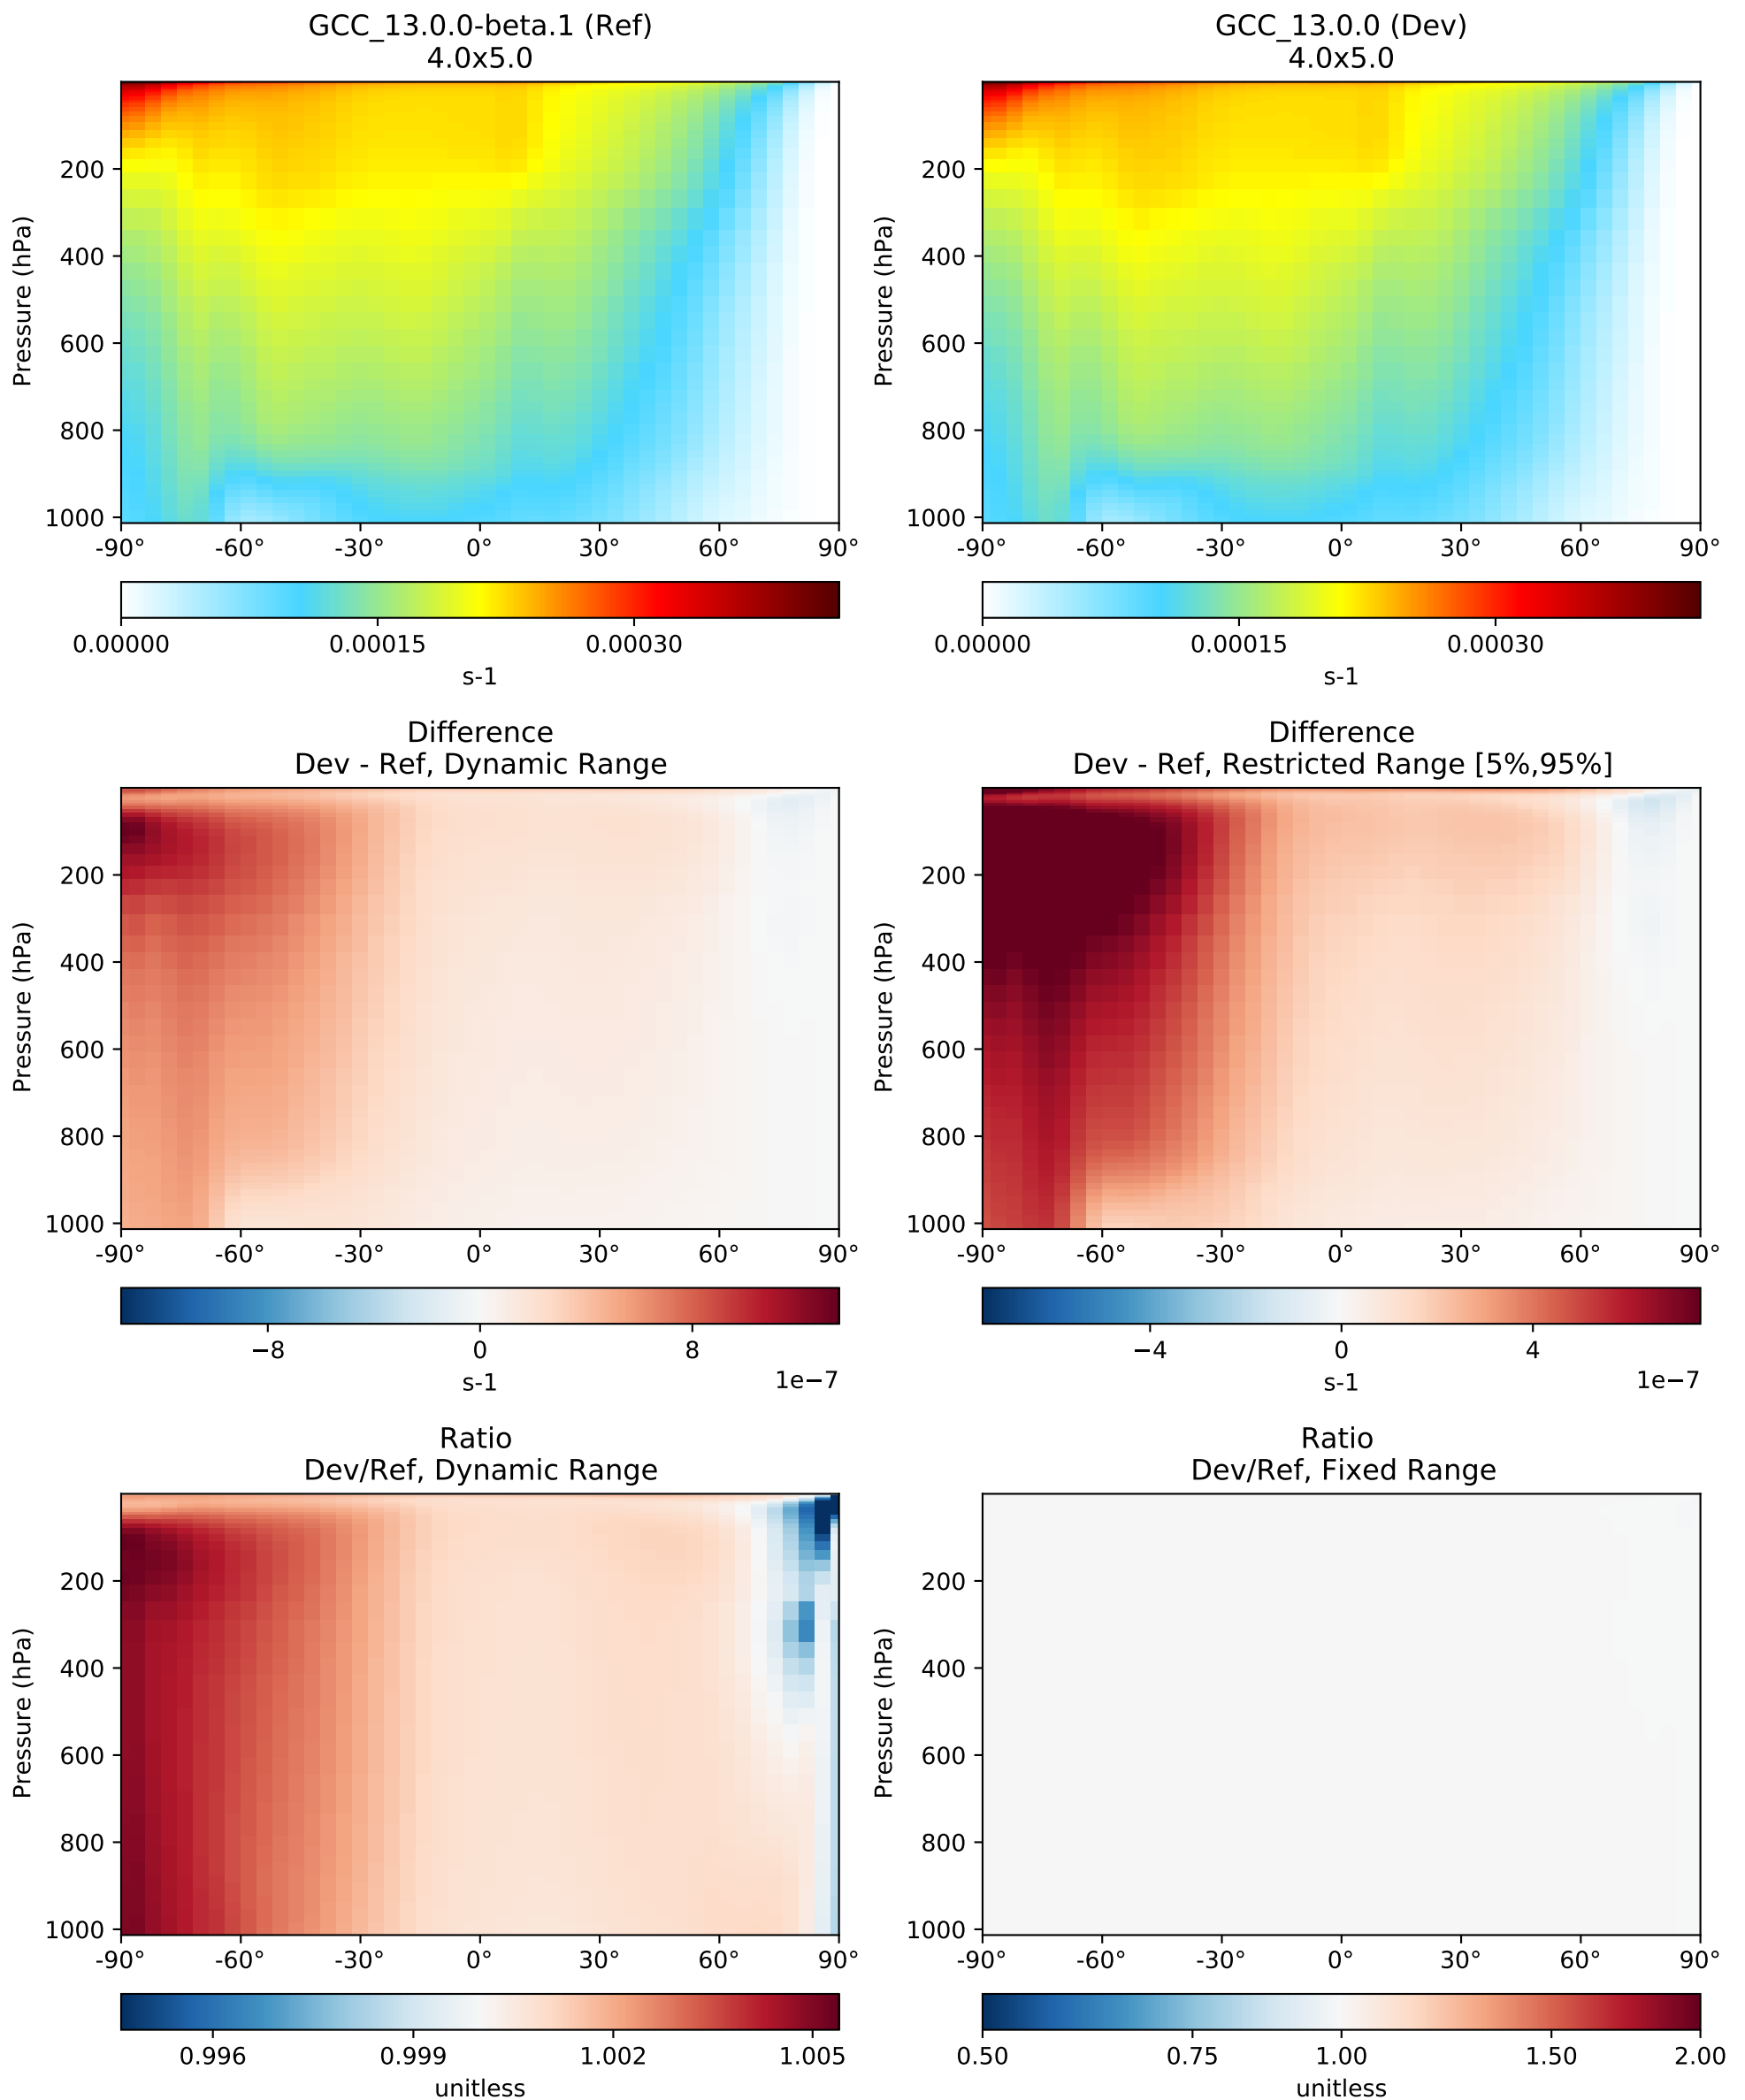 GCC_13.0.0-beta.1 (Ref)
4.0x5.0
Pressure (hPa)
200
400
600
800
1000
-90° -60° -30° 0° 30° 60° 90°
0.00000 0.00015 0.00030
s-1
GCC_13.0.0 (Dev)
4.0x5.0
Pressure (hPa)
200
400
600
800
1000
-90° -60° -30° 0° 30° 60° 90°
0.00000 0.00015 0.00030
s-1
Difference
Dev - Ref, Dynamic Range
Pressure (hPa)
200
400
600
800
1000
-90° -60° -30° 0° 30° 60° 90°
−8 0 8
s-1 1e−7
Difference
Dev - Ref, Restricted Range [5%,95%]
Pressure (hPa)
200
400
600
800
1000
-90° -60° -30° 0° 30° 60° 90°
−4 0 4
s-1 1e−7
Ratio
Dev/Ref, Dynamic Range
Pressure (hPa)
200
400
600
800
1000
-90° -60° -30° 0° 30° 60° 90°
0.996 0.999 1.002 1.005
unitless
Ratio
Dev/Ref, Fixed Range
Pressure (hPa)
200
400
600
800
1000
-90° -60° -30° 0° 30° 60° 90°
0.50 0.75 1.00 1.50 2.00
unitless